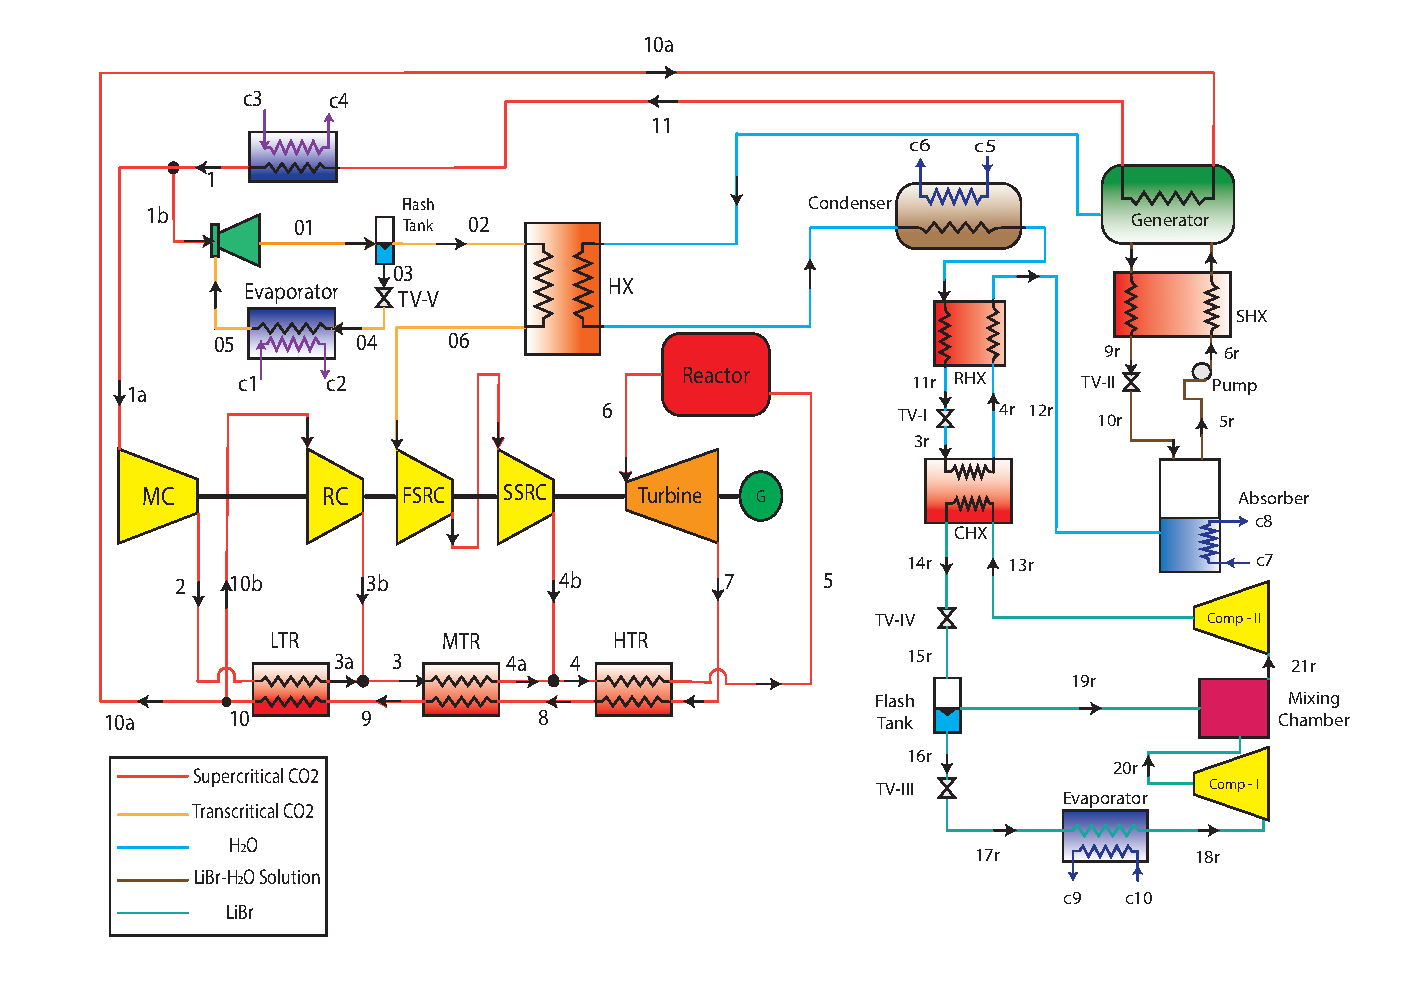 10a
11
c3
c4
1
1b
01
Flash
Tank
02
03
TV-V
Evaporator
04
05
c1
c2
06
HX
c6
c5
Condenser
Generator
SHX
9r
6r
TV-II
Pump
10r
5r
RHX
11r
4r
12r
TV-I
3r
CHX
Absorber
c8
c7
14r
13r
Reactor
6
1a
MC
RC
FSRC
SSRC
Turbine
G
2
10b
3b
4b
7
5
LTR
MTR
HTR
3a
3
4a
4
10a
10
9
8
TV-IV
Comp - II
15r
21r
19r
Flash
Tank
Mixing
Chamber
16r
20r
TV-III
Comp - I
Evaporator
17r
18r
c9
c10
Supercritical CO2
Transcritical CO2
H2O
LiBr-H2O Solution
LiBr